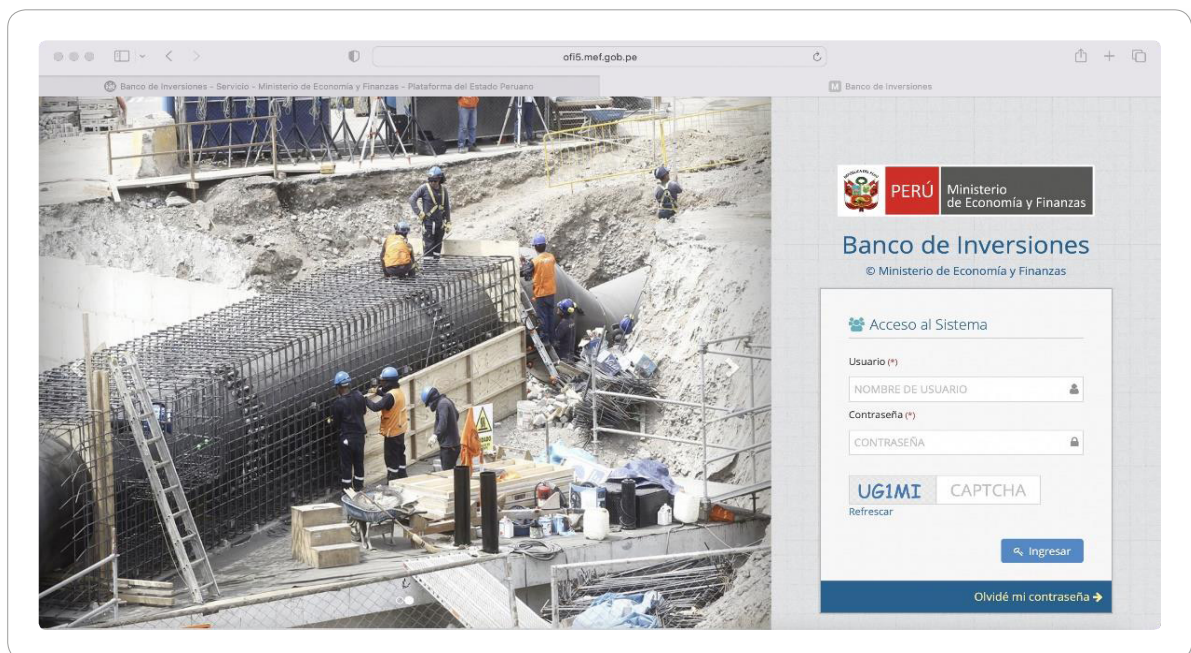 ofi5.mef.gob.pe
Banco de Inversiones - Servicio - Ministerio de Economía y Finanzas - Plataforma del Estado Peruano
M Banco de Inversiones
PERÚ
Ministerio
de Economía y Finanzas
Banco de Inversiones
© Ministerio de Economía y Finanzas
Acceso al Sistema
Usuario (*)
NOMBRE DE USUARIO
Contraseña (*)
CONTRASEÑA
UG1MI CAPTCHA
Refrescar
Ingresar
Olvidé mi contraseña